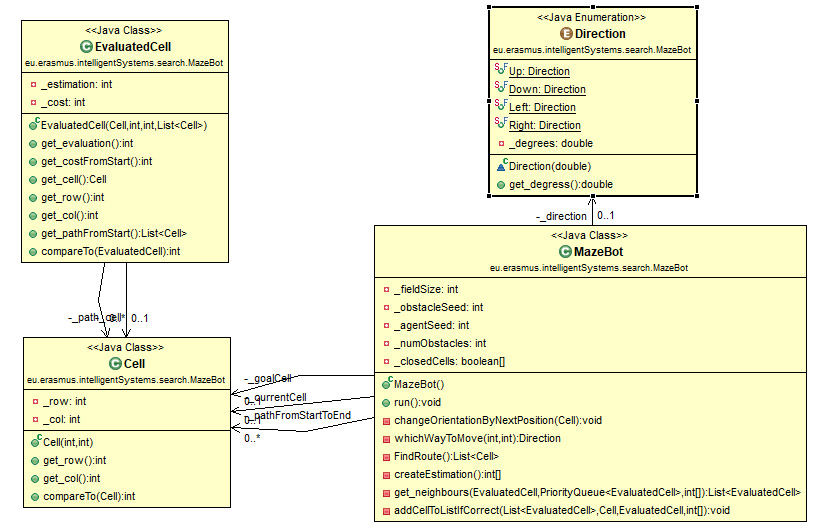 <<Java Class>>
EvaluatedCell
eu.erasmus.intelligentSystems.search.MazeBot
_estimation: int
_cost: int
EvaluatedCell(Cell,int,int,List<Cell>)
get_evaluation():int
get_costFromStart():int
get_cell():Cell
get_row():int
get_col():int
get_pathFromStart():List<Cell>
compareTo(EvaluatedCell):int
<<Java Enumeration>>
Direction
eu.erasmus.intelligentSystems.search.MazeBot
Up: Direction
Down: Direction
Left: Direction
Right: Direction
_degrees: double
Direction(double)
get_degress():double
-_direction 0..1
<<Java Class>>
MazeBot
eu.erasmus.intelligentSystems.search.MazeBot
_fieldSize: int
_obstacleSeed: int
_agentSeed: int
_numObstacles: int
_closedCells: boolean[]
MazeBot()
run():void
changeOrientationByNextPosition(Cell):void
whichWayToMove(int,int):Direction
FindRoute():List<Cell>
createEstimation():int[]
get_neighbours(EvaluatedCell,PriorityQueue<EvaluatedCell>,int[]):List<EvaluatedCell>
addCellToListIfCorrect(List<EvaluatedCell>,Cell,EvaluatedCell,int[]):void
-_path -_cell 0..* 0..1
<<Java Class>>
Cell
eu.erasmus.intelligentSystems.search.MazeBot
_row: int
_col: int
Cell(int,int)
get_row():int
get_col():int
compareTo(Cell):int
-_goalCell
0..1
-_currentCell
0..1
-_pathFromStartToEnd
0..*